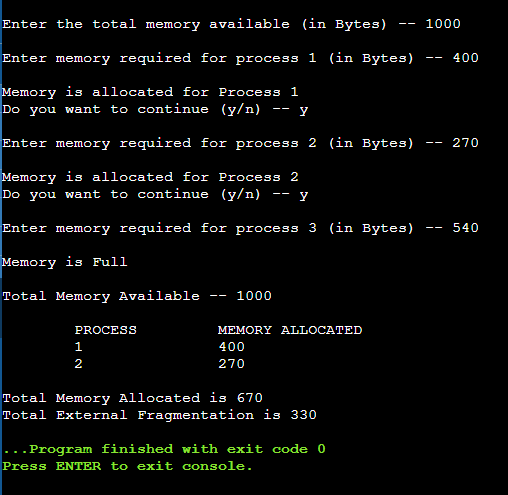 Enter the total memory available (in Bytes) -- 1000
Enter memory required for process 1 (in Bytes) -- 400
Memory is allocated for Process 1
Do you want to continue (y/n) -- y
Enter memory required for process 2 (in Bytes) -- 270
Memory is allocated for Process 2
Do you want to continue (y/n) -- y
Enter memory required for process 3 (in Bytes) -- 540
Memory is Full
Total Memory Available -- 1000
PROCESS MEMORY ALLOCATED
1 400
2 270
Total Memory Allocated is 670
Total External Fragmentation is 330
...Program finished with exit code 0
Press ENTER to exit console.